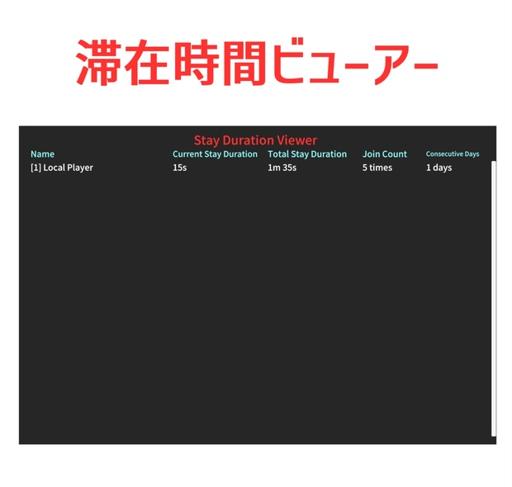 滞在時間ビューアー
Stay Duration Viewer
Name Current Stay Duration Total Stay Duration Join Count Consecutive Days
[1] Local Player 15s 1m 35s 5 times 1 days